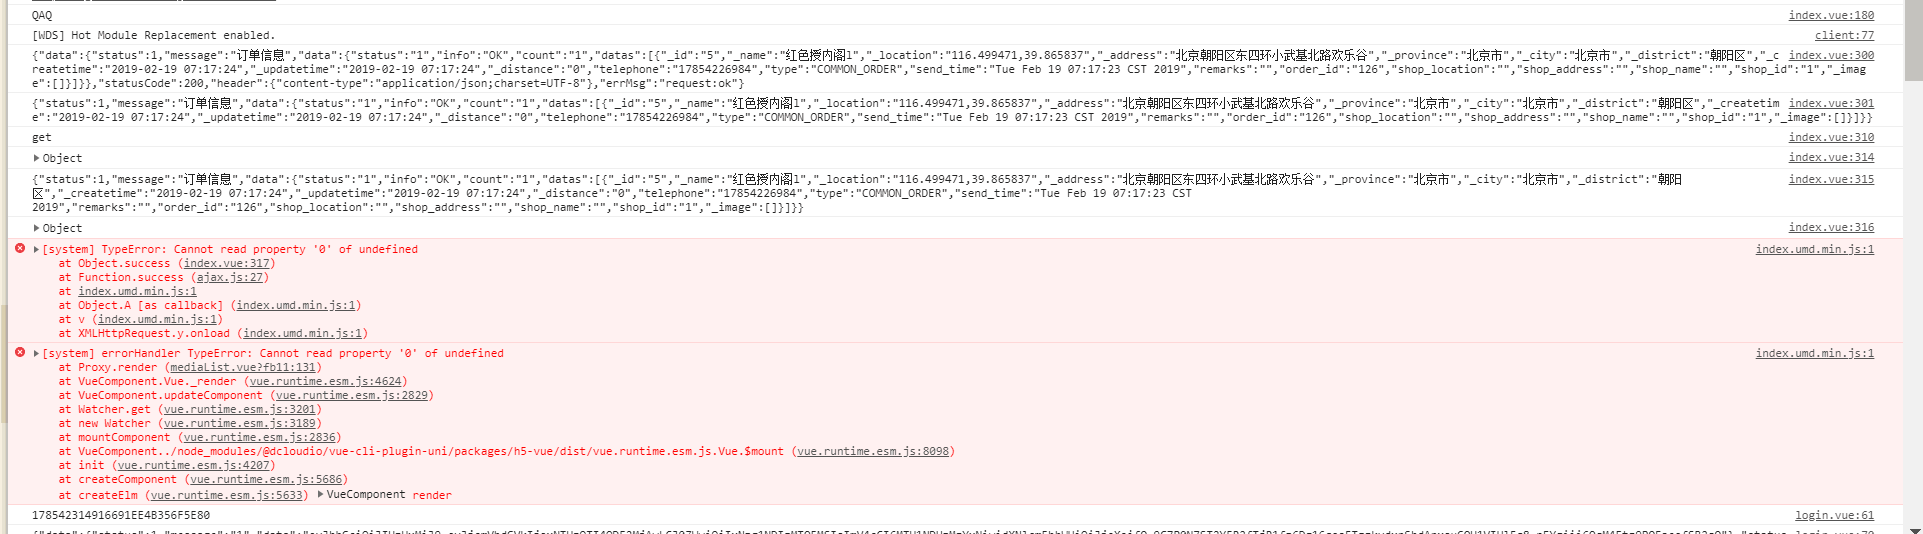 QAQ index.vue:180
[WDS] Hot Module Replacement enabled. client:77
{"data":{"status":1,"message":"订单信息","data":{"status":"1","info":"OK","count":"1","datas":[{"_id":"5","_name":"红色授内阁l","_location":"116.499471,39.865837","_address":"北京朝阳区东四环小武基北路欢乐谷","_province":"北京市","_city":"北京市","_district":"朝阳区","_c index.vue:300
reatetime":"2019-02-19 07:17:24","_updatetime":"2019-02-19 07:17:24","_distance":"0","telephone":"17854226984","type":"COMMON_ORDER","send_time":"Tue Feb 19 07:17:23 CST 2019","remarks":"","order_id":"126","shop_location":"","shop_address":"","shop_name":"","shop_id":"1","_imag
e":[]}]}},"statusCode":200,"header":{"content-type":"application/json;charset=UTF-8"},"errMsg":"request:ok"}
{"status":1,"message":"订单信息","data":{"status":"1","info":"OK","count":"1","datas":[{"_id":"5","_name":"红色授内阁l","_location":"116.499471,39.865837","_address":"北京朝阳区东四环小武基北路欢乐谷","_province":"北京市","_city":"北京市","_district":"朝阳区","_createtim index.vue:301
e":"2019-02-19 07:17:24","_updatetime":"2019-02-19 07:17:24","_distance":"0","telephone":"17854226984","type":"COMMON_ORDER","send_time":"Tue Feb 19 07:17:23 CST 2019","remarks":"","order_id":"126","shop_location":"","shop_address":"","shop_name":"","shop_id":"1","_image":[]}]}}
get index.vue:310
Object index.vue:314
{"status":1,"message":"订单信息","data":{"status":"1","info":"OK","count":"1","datas":[{"_id":"5","_name":"红色授内阁l","_location":"116.499471,39.865837","_address":"北京朝阳区东四环小武基北路欢乐谷","_province":"北京市","_city":"北京市","_district":"朝阳 index.vue:315
区","_createtime":"2019-02-19 07:17:24","_updatetime":"2019-02-19 07:17:24","_distance":"0","telephone":"17854226984","type":"COMMON_ORDER","send_time":"Tue Feb 19 07:17:23 CST
2019","remarks":"","order_id":"126","shop_location":"","shop_address":"","shop_name":"","shop_id":"1","_image":[]}]}}
Object index.vue:316
[system] TypeError: Cannot read property '0' of undefined index.umd.min.js:1
at Object.success (index.vue:317)
at Function.success (ajax.js:27)
at index.umd.min.js:1
at Object.A [as callback] (index.umd.min.js:1)
at v (index.umd.min.js:1)
at XMLHttpRequest.y.onload (index.umd.min.js:1)
[system] errorHandler TypeError: Cannot read property '0' of undefined index.umd.min.js:1
at Proxy.render (mediaList.vue?fb11:131)
at VueComponent.Vue._render (vue.runtime.esm.js:4624)
at VueComponent.updateComponent (vue.runtime.esm.js:2829)
at Watcher.get (vue.runtime.esm.js:3201)
at new Watcher (vue.runtime.esm.js:3189)
at mountComponent (vue.runtime.esm.js:2836)
at VueComponent../node_modules/@dcloudio/vue-cli-plugin-uni/packages/h5-vue/dist/vue.runtime.esm.js.Vue.$mount (vue.runtime.esm.js:8098)
at init (vue.runtime.esm.js:4207)
at createComponent (vue.runtime.esm.js:5686)
at createElm (vue.runtime.esm.js:5633) VueComponent render
178542314916691EE4B356F5E80 login.vue:61